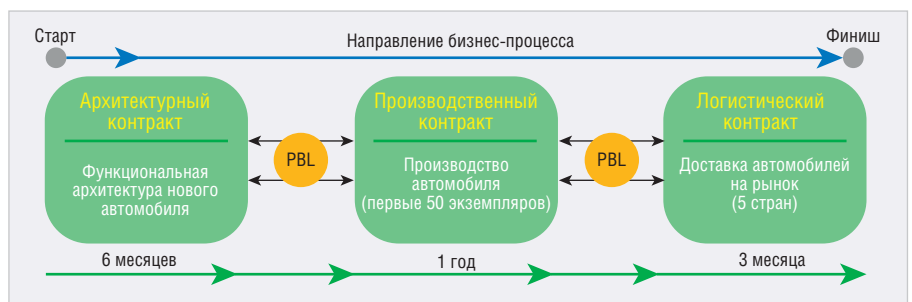 Старт
Направление бизнес-процесса
Финиш
Архитектурный
контракт
Функциональная
архитектура нового
автомобиля
PBL
Производственный
контракт
Производство
автомобиля
(первые 50 экземпляров)
PBL
Логистический
контракт
Доставка автомобилей
на рынок
(5 стран)
6 месяцев
1 год
3 месяца